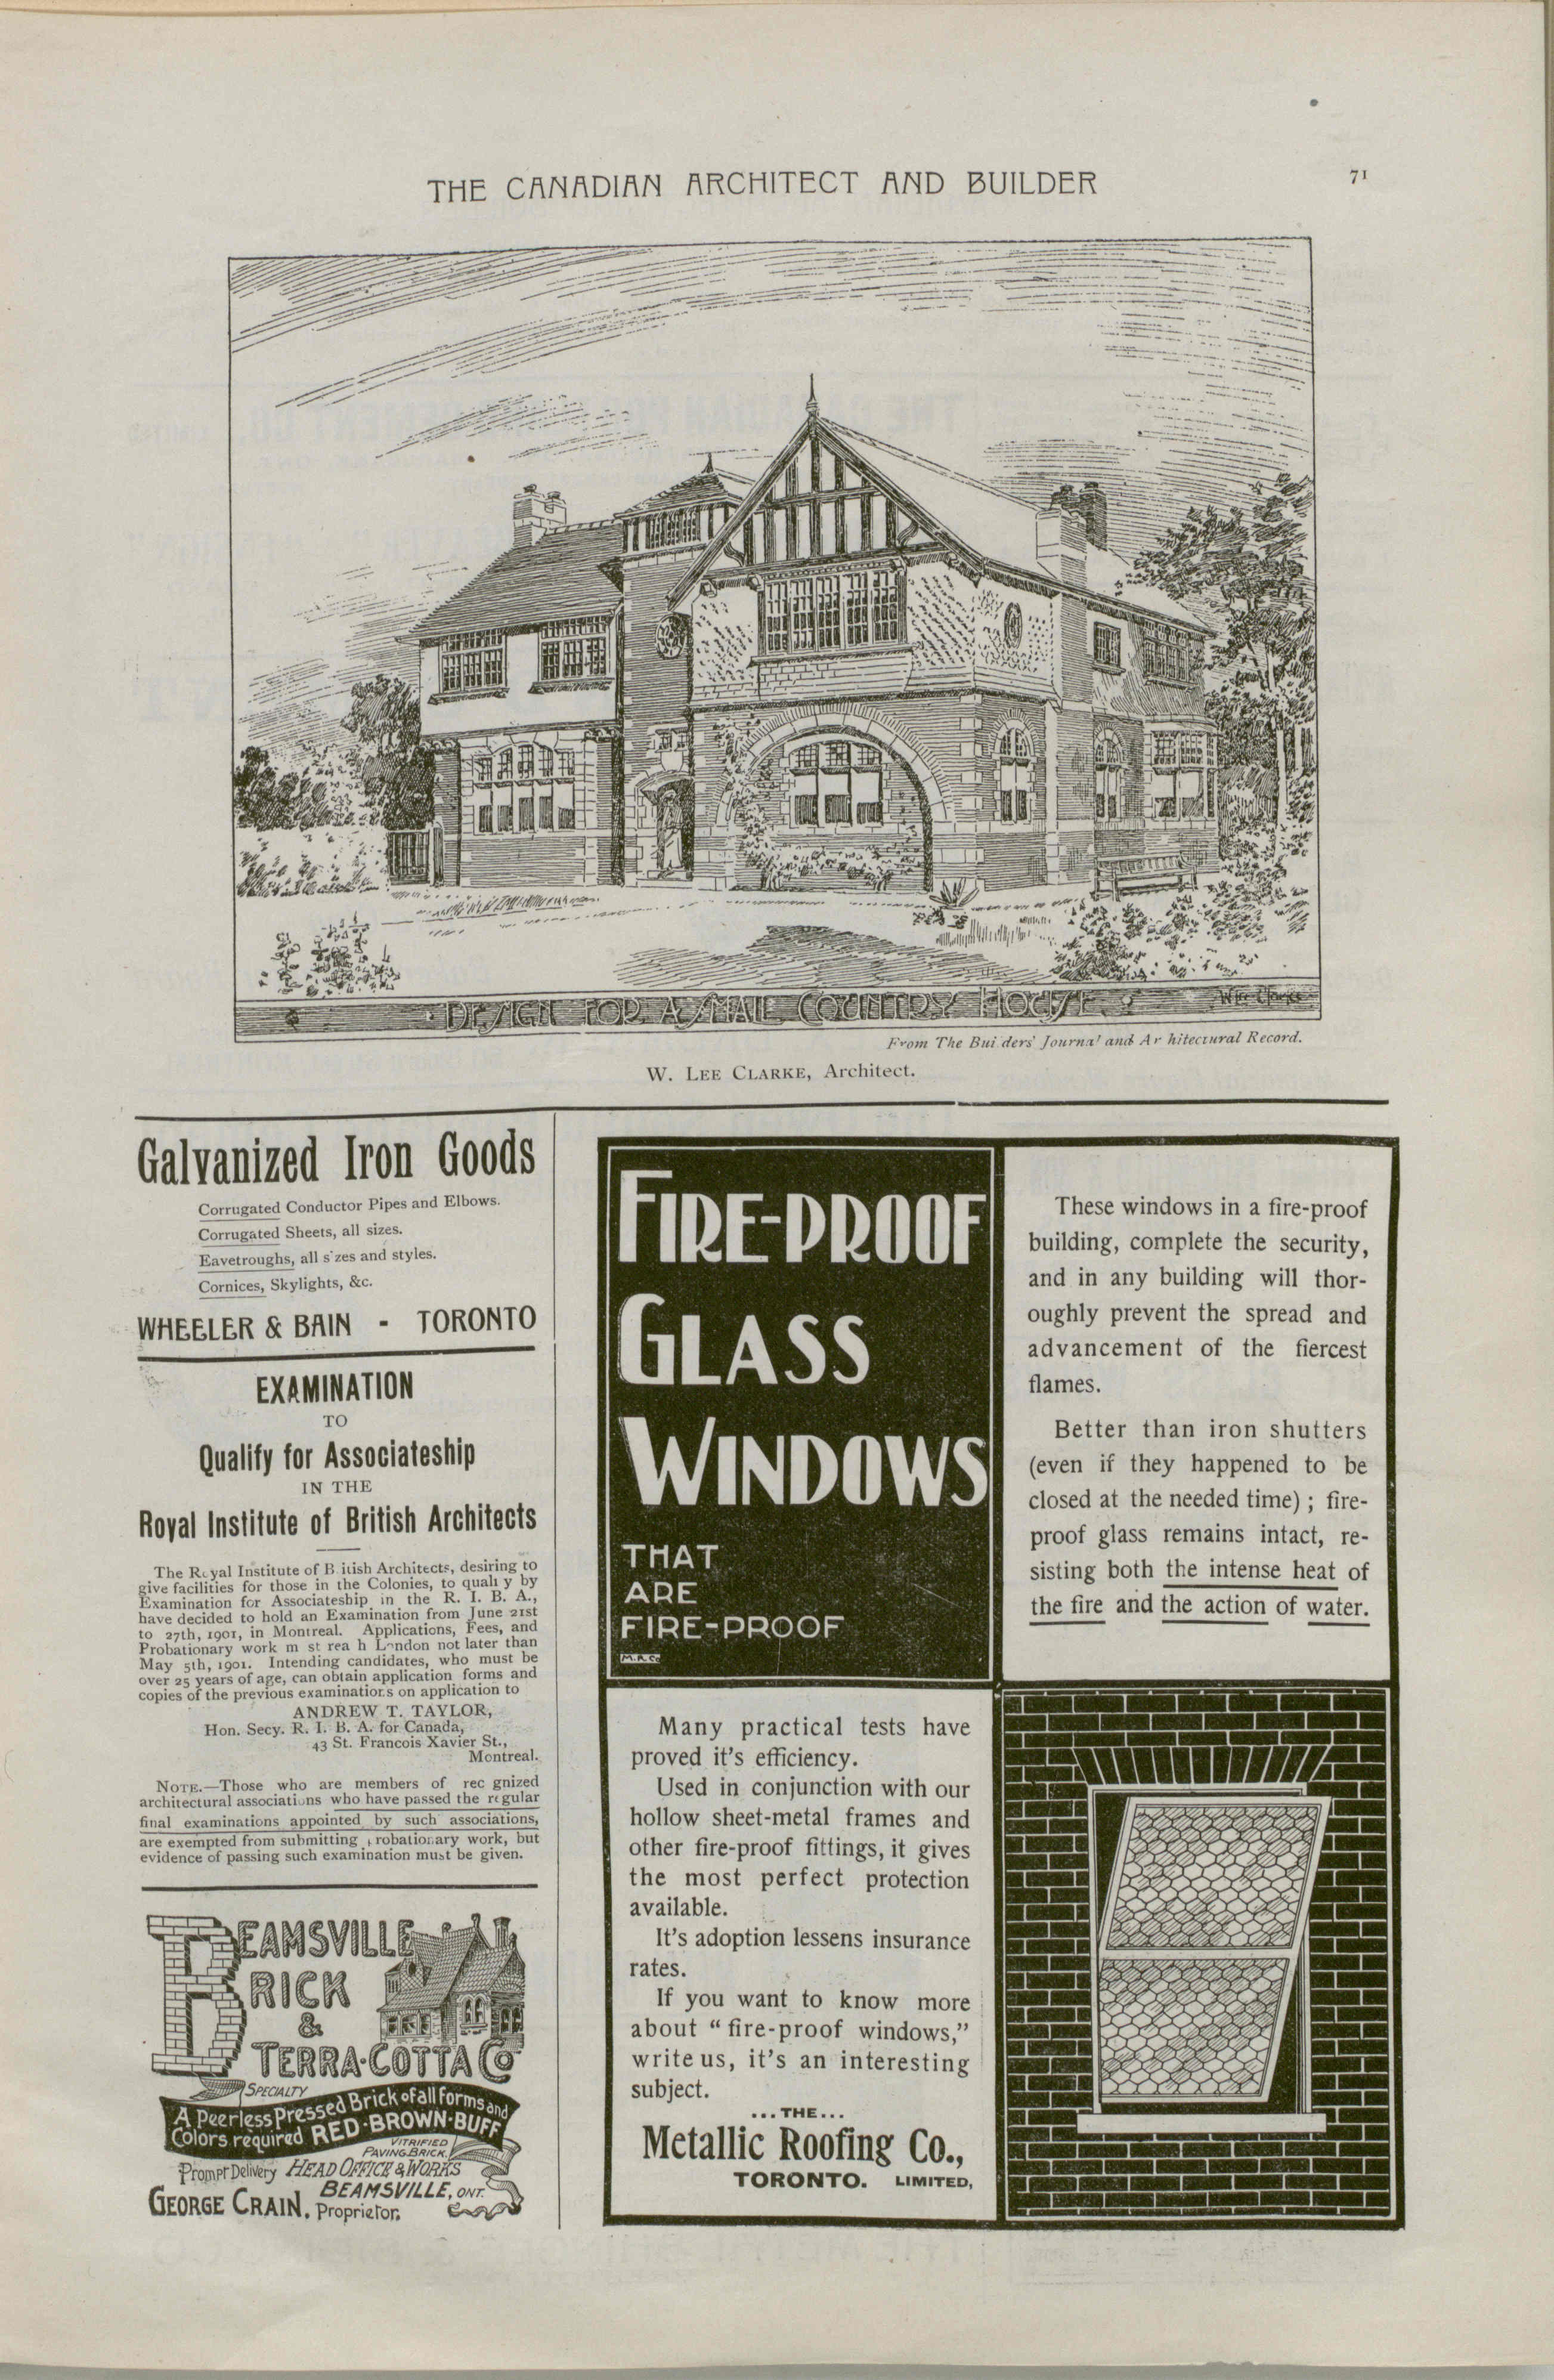 THE CANADIAN ARCHITECT AND BUILDER
71
DESIGN FOR A SMALL COUNTRY HOUSE
W. Lee Clarke
From The Bui ders' Journal and Ar hitectural Record.
W. LEE CLARKE, Architect.
Galvanized Iron Goods
Corrugated Conductor Pipes and Elbows.
Corrugated Sheets, all sizes.
Eavetroughs, all s zes and styles.
Cornices, Skylights, &c.
WHEELER & BAIN - TORONTO
EXAMINATION
TO
Qualify for Associateship
IN THE
Royal Institute of British Architects
The Royal Institute of B itish Architects, desiring to
give facilities for those in the Colonies, to quali y by
Examination for Associateship in the R. I. B. A.,
have decided to hold an Examination from June 21st
to 27th, 1901, in Montreal. Applications, Fees, and
Probationary work m st rea h London not later than
May 5th, 1901. Intending candidates, who must be
over 25 years of age, can obtain application forms and
copies of the previous examinations on application to
ANDREW T. TAYLOR,
Hon. Secy. R. I. B. A. for Canada,
43 St. Francois Xavier St.,
Montreal.
NOTE.—Those who are members of rec gnized
architectural associations who have passed the regular
final examinations appointed by such associations,
are exempted from submitting probationary work, but
evidence of passing such examination must be given.
BEAMSVILLE
BRICK
&
TERRA·COTTA Co
SPECIALTY
A Peerless Pressed Brick of all forms and
Colors required RED·BROWN·BUFF
VITRIFIED
PAVING BRICK.
Prompt Delivery HEAD OFFICE & WORKS
BEAMSVILLE, ONT.
GEORGE CRAIN, Proprietor.
FIRE-PROOF
GLASS
WINDOWS
THAT
ARE
FIRE-PROOF
M.R.Co
These windows in a fire-proof
building, complete the security,
and in any building will thor-
oughly prevent the spread and
advancement of the fiercest
flames.
Better than iron shutters
(even if they happened to be
closed at the needed time) ; fire-
proof glass remains intact, re-
sisting both the intense heat of
the fire and the action of water.
Many practical tests have
proved it's efficiency.
Used in conjunction with our
hollow sheet-metal frames and
other fire-proof fittings, it gives
the most perfect protection
available.
It's adoption lessens insurance
rates.
If you want to know more
about "fire-proof windows,"
write us, it's an interesting
subject.
...THE...
Metallic Roofing Co.,
TORONTO. LIMITED,